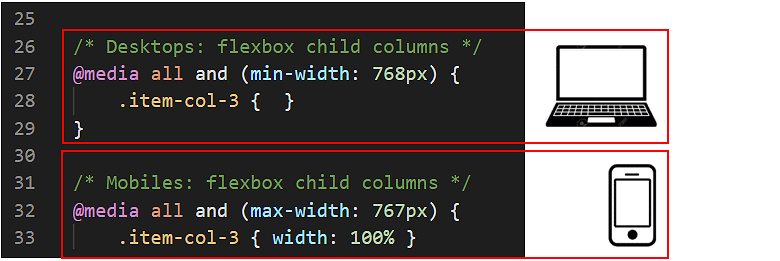 25
26 /* Desktops: flexbox child columns */
27 @media all and (min-width: 768px) {
28     .item-col-3 {  }
29 }
30
31 /* Mobiles: flexbox child columns */
32 @media all and (max-width: 767px) {
33     .item-col-3 { width: 100% }